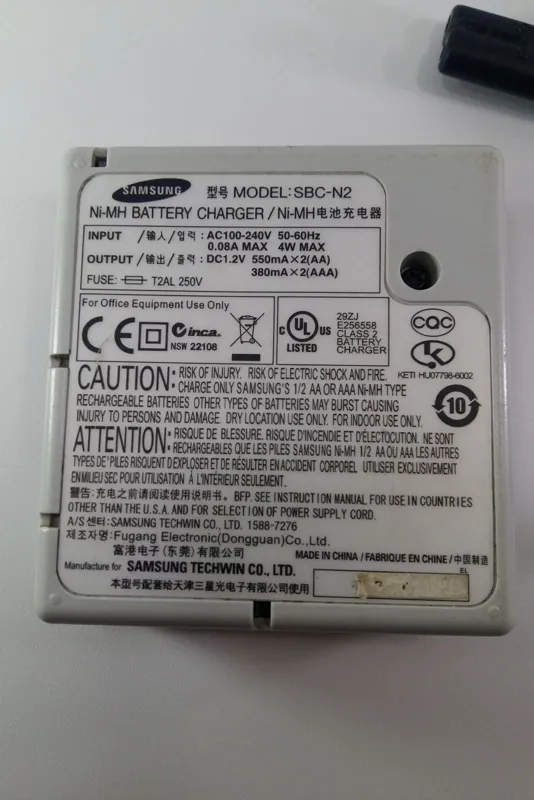 SAMSUNG 型号 MODEL:SBC-N2
Ni-MH BATTERY CHARGER / Ni-MH电池充电器
INPUT /输入/입력: AC100-240V 50-60Hz
0.08A MAX 4W MAX
OUTPUT /输出/출력: DC1.2V 550mA×2(AA)
380mA×2(AAA)
FUSE: T2AL 250V
For Office Equipment Use Only
CE inca.
NSW 22108
C UL US
LISTED
29ZJ
E256558
CLASS 2
BATTERY
CHARGER
CQC
KETI HU07798-6002
10
CAUTION: RISK OF INJURY. RISK OF ELECTRIC SHOCK AND FIRE.
CHARGE ONLY SAMSUNG'S 1/2 AA OR AAA Ni-MH TYPE
RECHARGEABLE BATTERIES OTHER TYPES OF BATTERIES MAY BURST CAUSING
INJURY TO PERSONS AND DAMAGE. DRY LOCATION USE ONLY. FOR INDOOR USE ONLY.
ATTENTION: RISQUE DE BLESSURE. RISQUE D'INCENDIE ET D'ÉLECTOCUTION. NE SONT
RECHARGEABLES QUE LES PILES SAMSUNG Ni-MH 1/2 AA OU AAA LES AUTRES
TYPES DE PILES RISQUENT D'EXPLOSER ET DE RÉSULTER EN ACCIDENT CORPOREL UTILISER EXCLUSIVEMENT
EN MILIEU SEC POUR UTILISATION À L'INTÉRIEUR SEULEMENT.
警告:充电之前请阅读使用说明书。BFP. SEE INSTRUCTION MANUAL FOR USE IN COUNTRIES
OTHER THAN THE U.S.A. AND FOR SELECTION OF POWER SUPPLY CORD.
A/S센터:SAMSUNG TECHWIN CO., LTD. 1588-7276
제조자명:Fugang Electronic(Dongguan)Co.,Ltd.
富港电子(东莞)有限公司
MADE IN CHINA / FABRIQUE EN CHINE / 中国制造
Manufacture for SAMSUNG TECHWIN CO., LTD.
EL
本型号配套给天津三星光电子有限公司使用